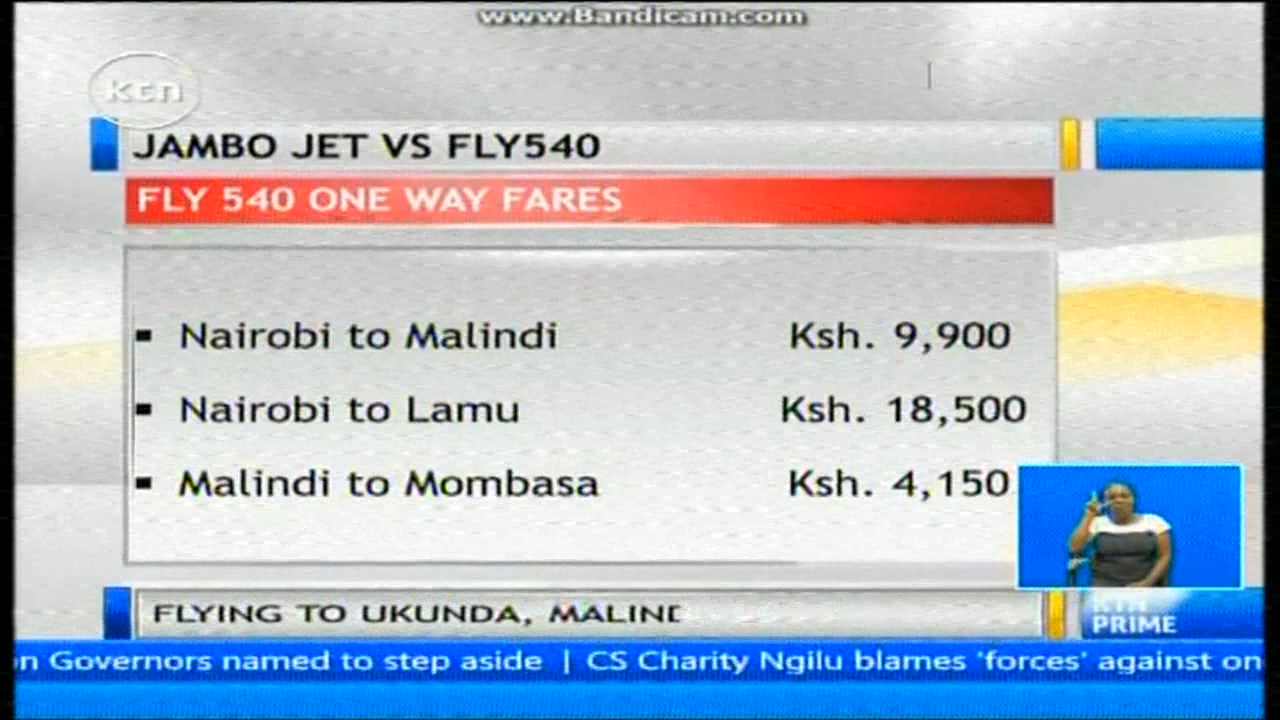 www.Bandicam.com
ktn
JAMBO JET VS FLY540
FLY 540 ONE WAY FARES
▪ Nairobi to Malindi Ksh. 9,900
▪ Nairobi to Lamu Ksh. 18,500
▪ Malindi to Mombasa Ksh. 4,150
FLYING TO UKUNDA, MALIND
KTN
PRIME
n Governors named to step aside | CS Charity Ngilu blames 'forces' against on